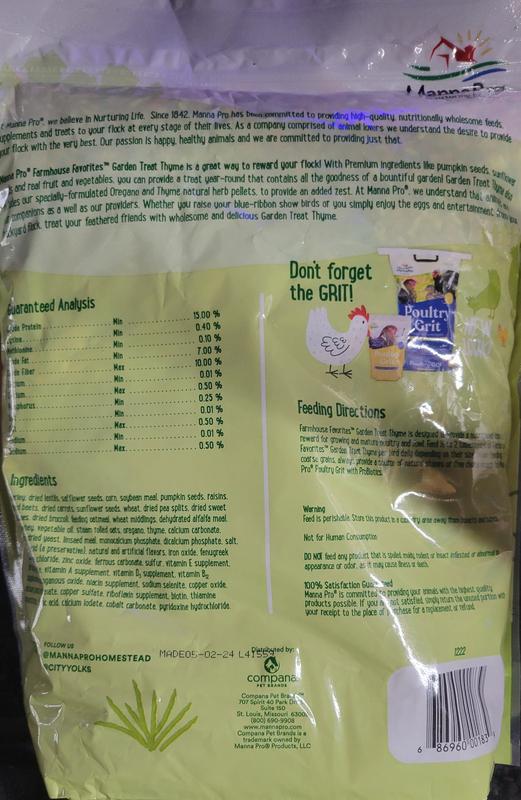 Manna Pro
Manna Pro®, we believe in Nurturing Life. Since 1842, Manna Pro has been committed to providing high-quality, nutritionally wholesome feeds,
supplements and treats to your flock at every stage of their lives. As a company comprised of animal lovers we understand the desire to provide
your flock with the very best. Our passion is happy, healthy animals and we are committed to providing just that.
Manna Pro® Farmhouse Favorites™ Garden Treat Thyme is a great way to reward your flock! With Premium ingredients like pumpkin seeds, sunflower
and real fruit and vegetables, you can provide a treat year-round that contains all the goodness of a bountiful garden! Garden Treat Thyme
our specially-formulated Oregano and Thyme natural herb pellets, to provide an added zest. At Manna Pro®, we understand that
companions as well as our providers. Whether you raise your blue-ribbon show birds or you simply enjoy the eggs and entertainment
flock, treat your feathered friends with wholesome and delicious Garden Treat Thyme.
Don't forget
the GRIT!
Poultry
Grit
Guaranteed Analysis
Protein Min 15.00 %
Min 0.40 %
Min 0.10 %
Fat Min 7.00 %
Fiber Max 10.00 %
Min 0.01 %
Max 0.50 %
Min 0.25 %
Min 0.01 %
Max 0.50 %
Min 0.01 %
Max 0.50 %
Feeding Directions
Farmhouse Favorites™ Garden Treat Thyme is designed
reward for growing and mature poultry and fowl. Feed
Favorites™ Garden Treat Thyme per bird daily depending on their size
coarse grains, always provide a source of
Pro® Poultry Grit with ProBiotics.
Ingredients
dried lentils, safflower seeds, corn, soybean meal, pumpkin seeds, raisins,
beets, dried carrots, sunflower seeds, wheat, dried pea splits, dried sweet
dried broccoli, feeding oatmeal, wheat middlings, dehydrated alfalfa meal,
vegetable oil, steam rolled oats, oregano, thyme, calcium carbonate,
dried yeast, linseed meal, monocalcium phosphate, dicalcium phosphate, salt,
(a preservative), natural and artificial flavors, iron oxide, fenugreek
chloride, zinc oxide, ferrous carbonate, sulfur, vitamin E supplement,
vitamin A supplement, vitamin D3 supplement, vitamin B12
manganous oxide, niacin supplement, sodium selenite, copper oxide,
copper sulfate, riboflavin supplement, biotin, thiamine
acid, calcium iodate, cobalt carbonate, pyridoxine hydrochloride.
Warning
Feed is perishable. Store this product in a dry area away from
Not for Human Consumption
DO NOT feed any product that is spoiled, moldy, rodent or insect infested or abnormal in
appearance or odor, as it may cause illness or death.
100% Satisfaction Guaranteed
Manna Pro® is committed to providing your animals with the highest quality
products possible. If you are not satisfied, simply return the unused portion with
your receipt to the place of purchase for a replacement or refund.
FOLLOW US
@MANNAPROHOMESTEAD
@CITYYOLKS
MADE05-02-24 L41559
Distributed by:
compana
PET BRANDS
Compana Pet Brands™
707 Spirit 40 Park Dr.
Suite 150
St. Louis, Missouri 63005
(800) 690-9908
www.mannapro.com
Compana Pet Brands is a
trademark owned by
Manna Pro® Products, LLC
1222
6 86960 00183